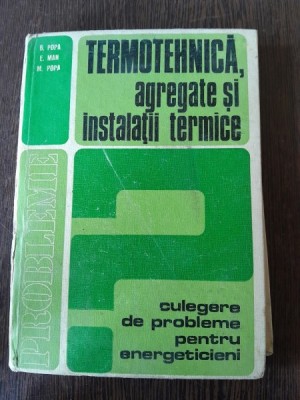 B. POPA
E. MAN
M. POPA
TERMOTEHNICĂ,
agregate și
instalații termice
PROBLEME
culegere
de probleme
pentru
energeticieni